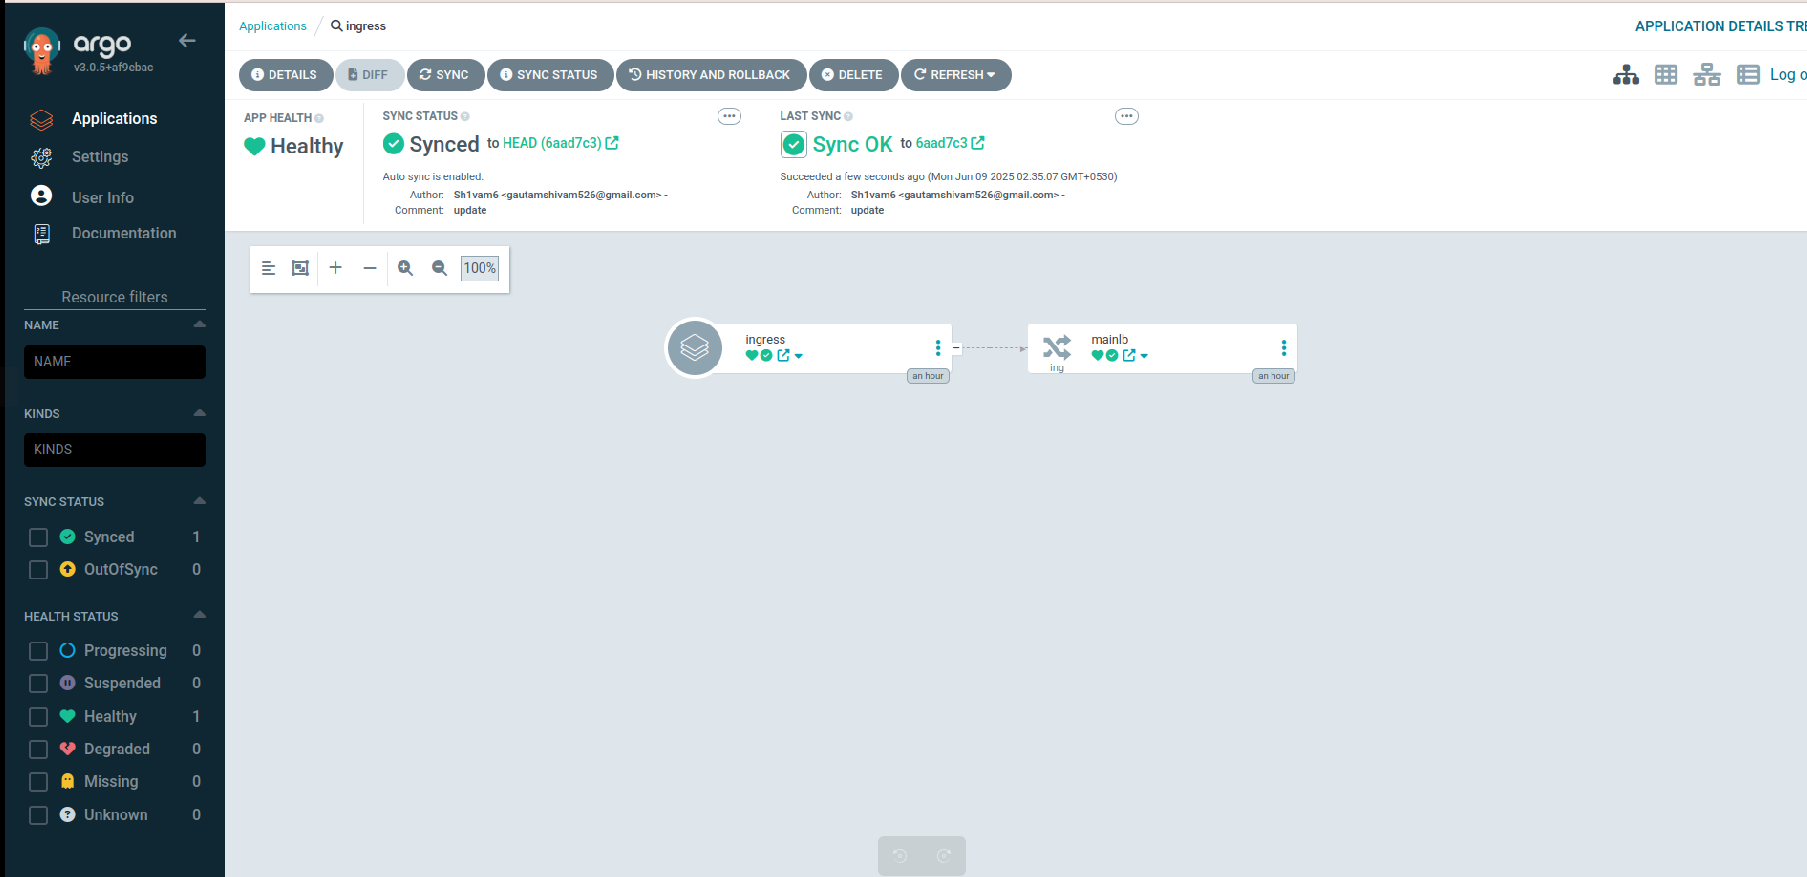 argo
v3.0.5+af9ebac
Applications
Settings
User Info
Documentation
Resource filters
NAME
NAME
KINDS
KINDS
SYNC STATUS
Synced 1
OutOfSync 0
HEALTH STATUS
Progressing 0
Suspended 0
Healthy 1
Degraded 0
Missing 0
Unknown 0
Applications / ingress
APPLICATION DETAILS TRE
DETAILS DIFF SYNC SYNC STATUS HISTORY AND ROLLBACK DELETE REFRESH
Log o
APP HEALTH
Healthy
SYNC STATUS
Synced to HEAD (6aad7c3)
Auto sync is enabled.
Author: Sh1vam6 <gautamshivam526@gmail.com> -
Comment: update
LAST SYNC
Sync OK to 6aad7c3
Succeeded a few seconds ago (Mon Jun 09 2025 02:35:07 GMT+0530)
Author: Sh1vam6 <gautamshivam526@gmail.com> -
Comment: update
100%
ingress
an hour
mainlb
ing
an hour